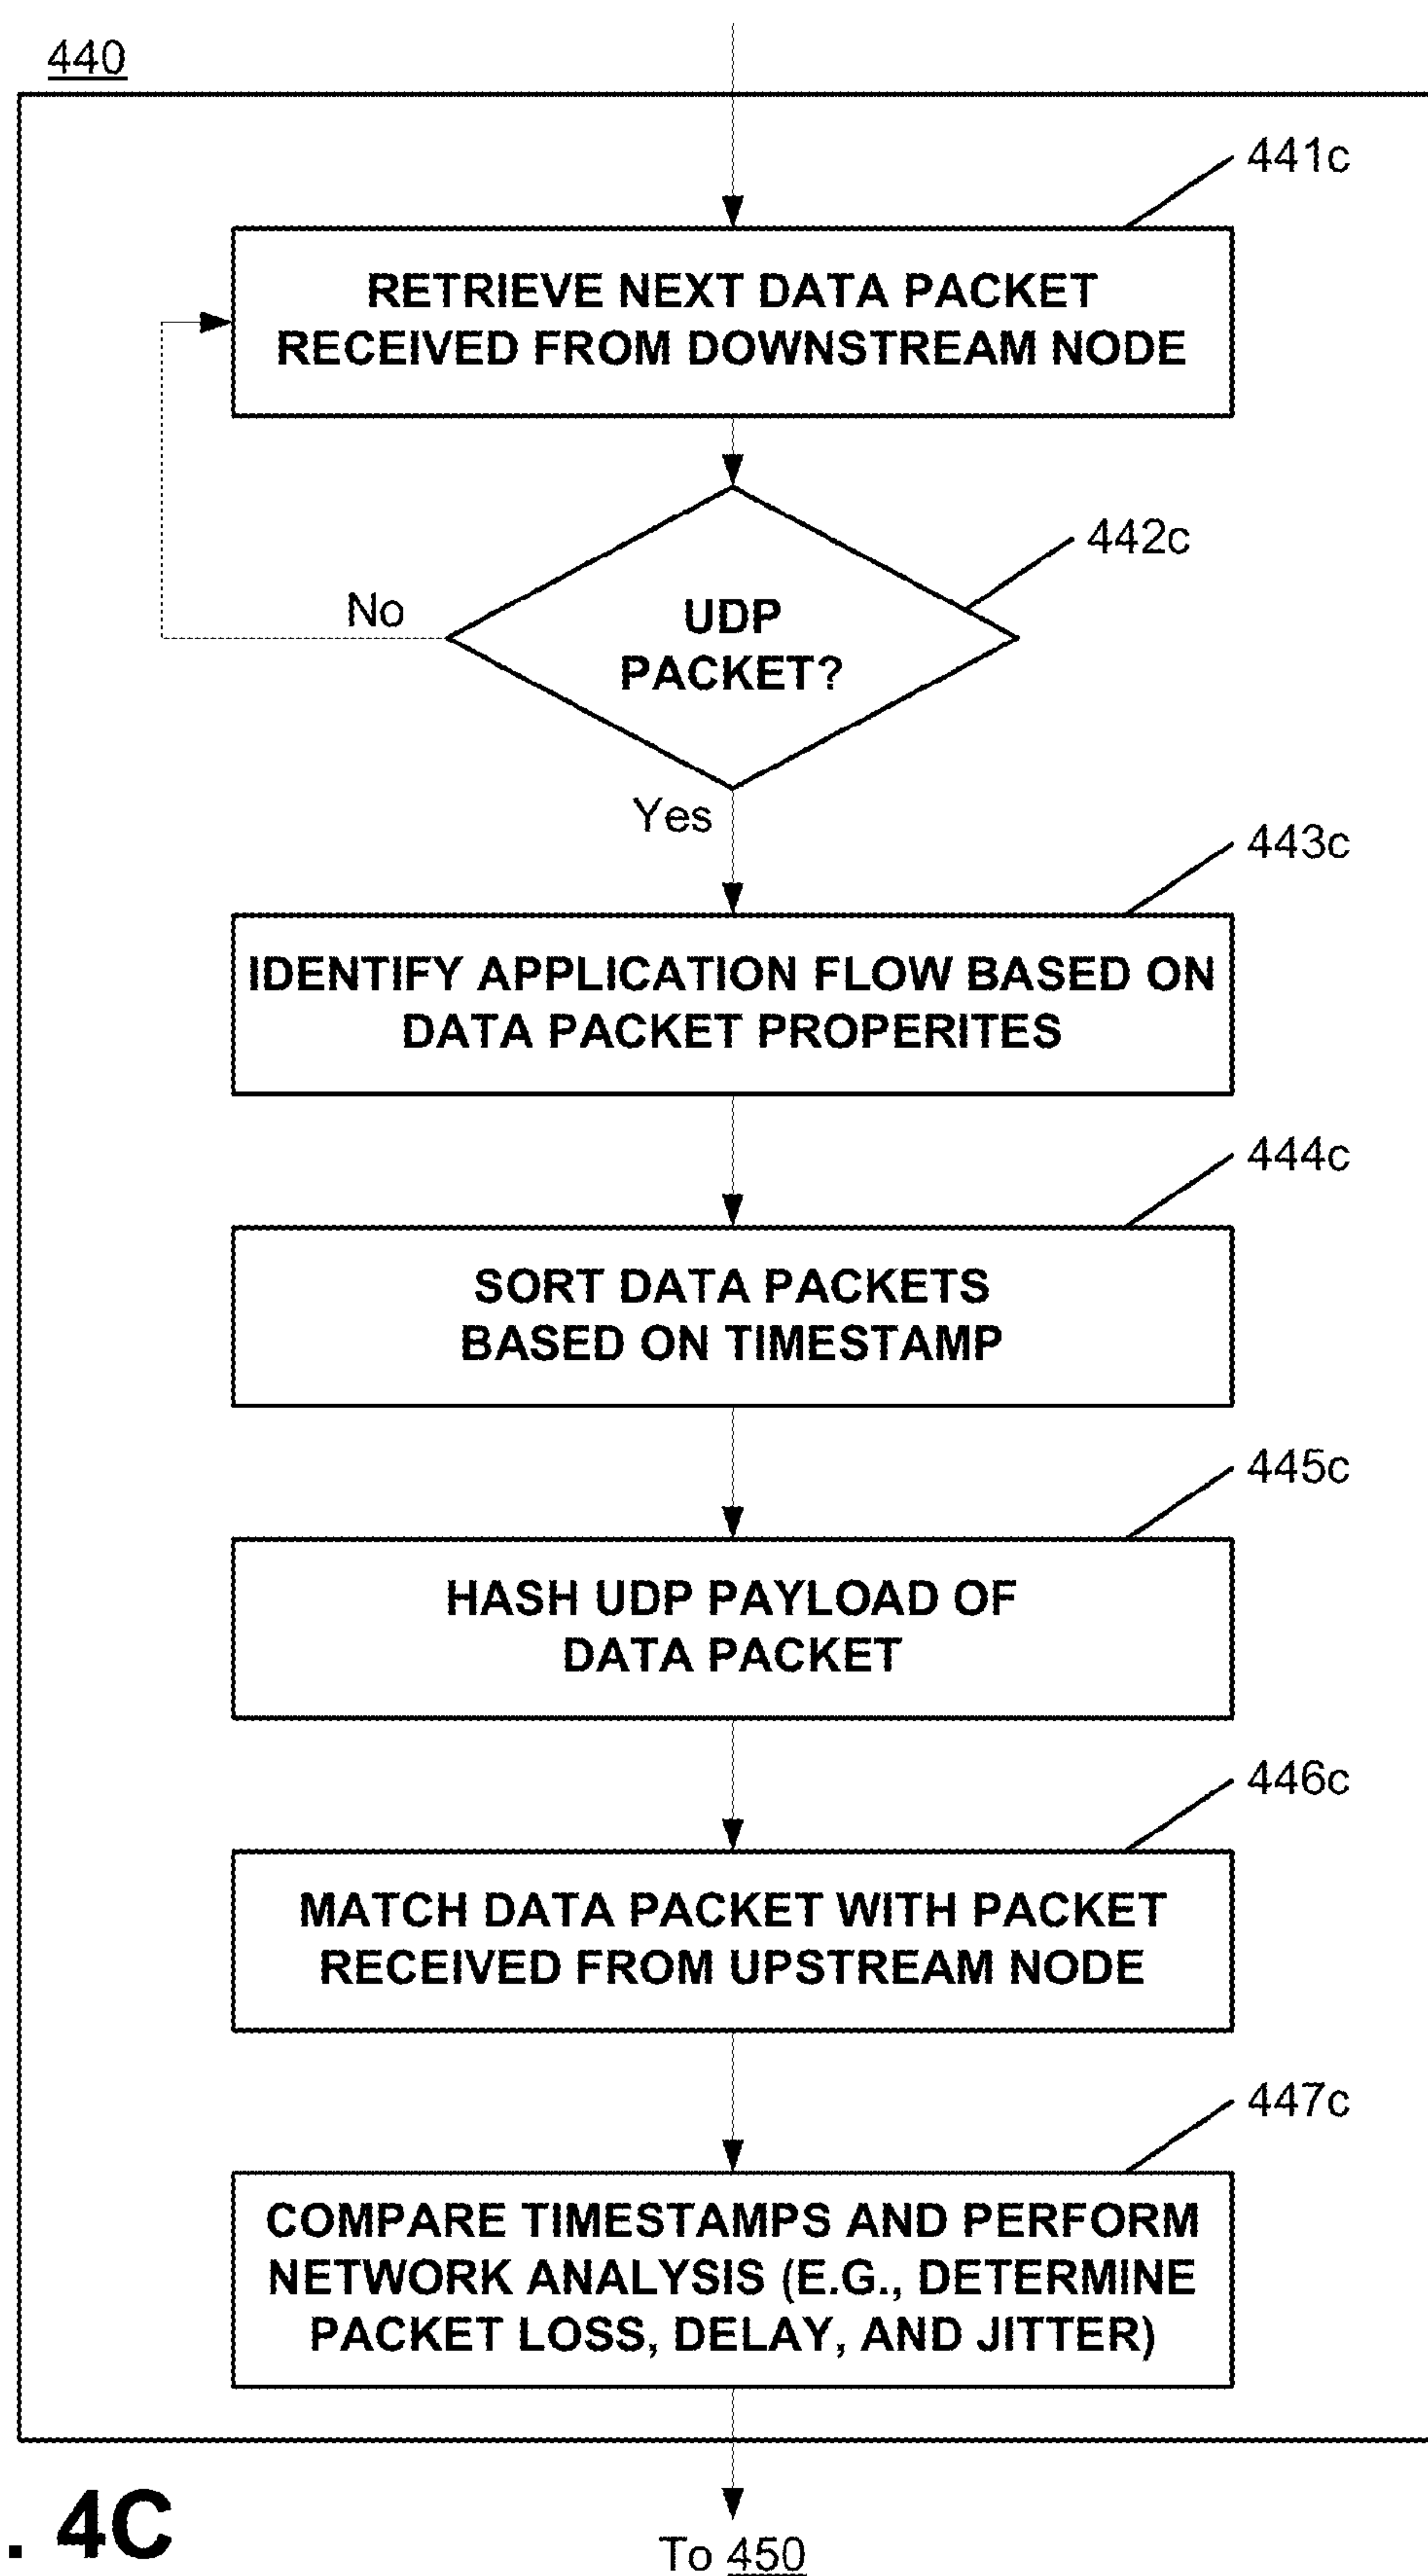 440
441c
RETRIEVE NEXT DATA PACKET
RECEIVED FROM DOWNSTREAM NODE
442c
No
UDP
PACKET?
Yes
443c
IDENTIFY APPLICATION FLOW BASED ON
DATA PACKET PROPERITES
444c
SORT DATA PACKETS
BASED ON TIMESTAMP
445c
HASH UDP PAYLOAD OF
DATA PACKET
446c
MATCH DATA PACKET WITH PACKET
RECEIVED FROM UPSTREAM NODE
447c
COMPARE TIMESTAMPS AND PERFORM
NETWORK ANALYSIS (E.G., DETERMINE
PACKET LOSS, DELAY, AND JITTER)
. 4C
To 450